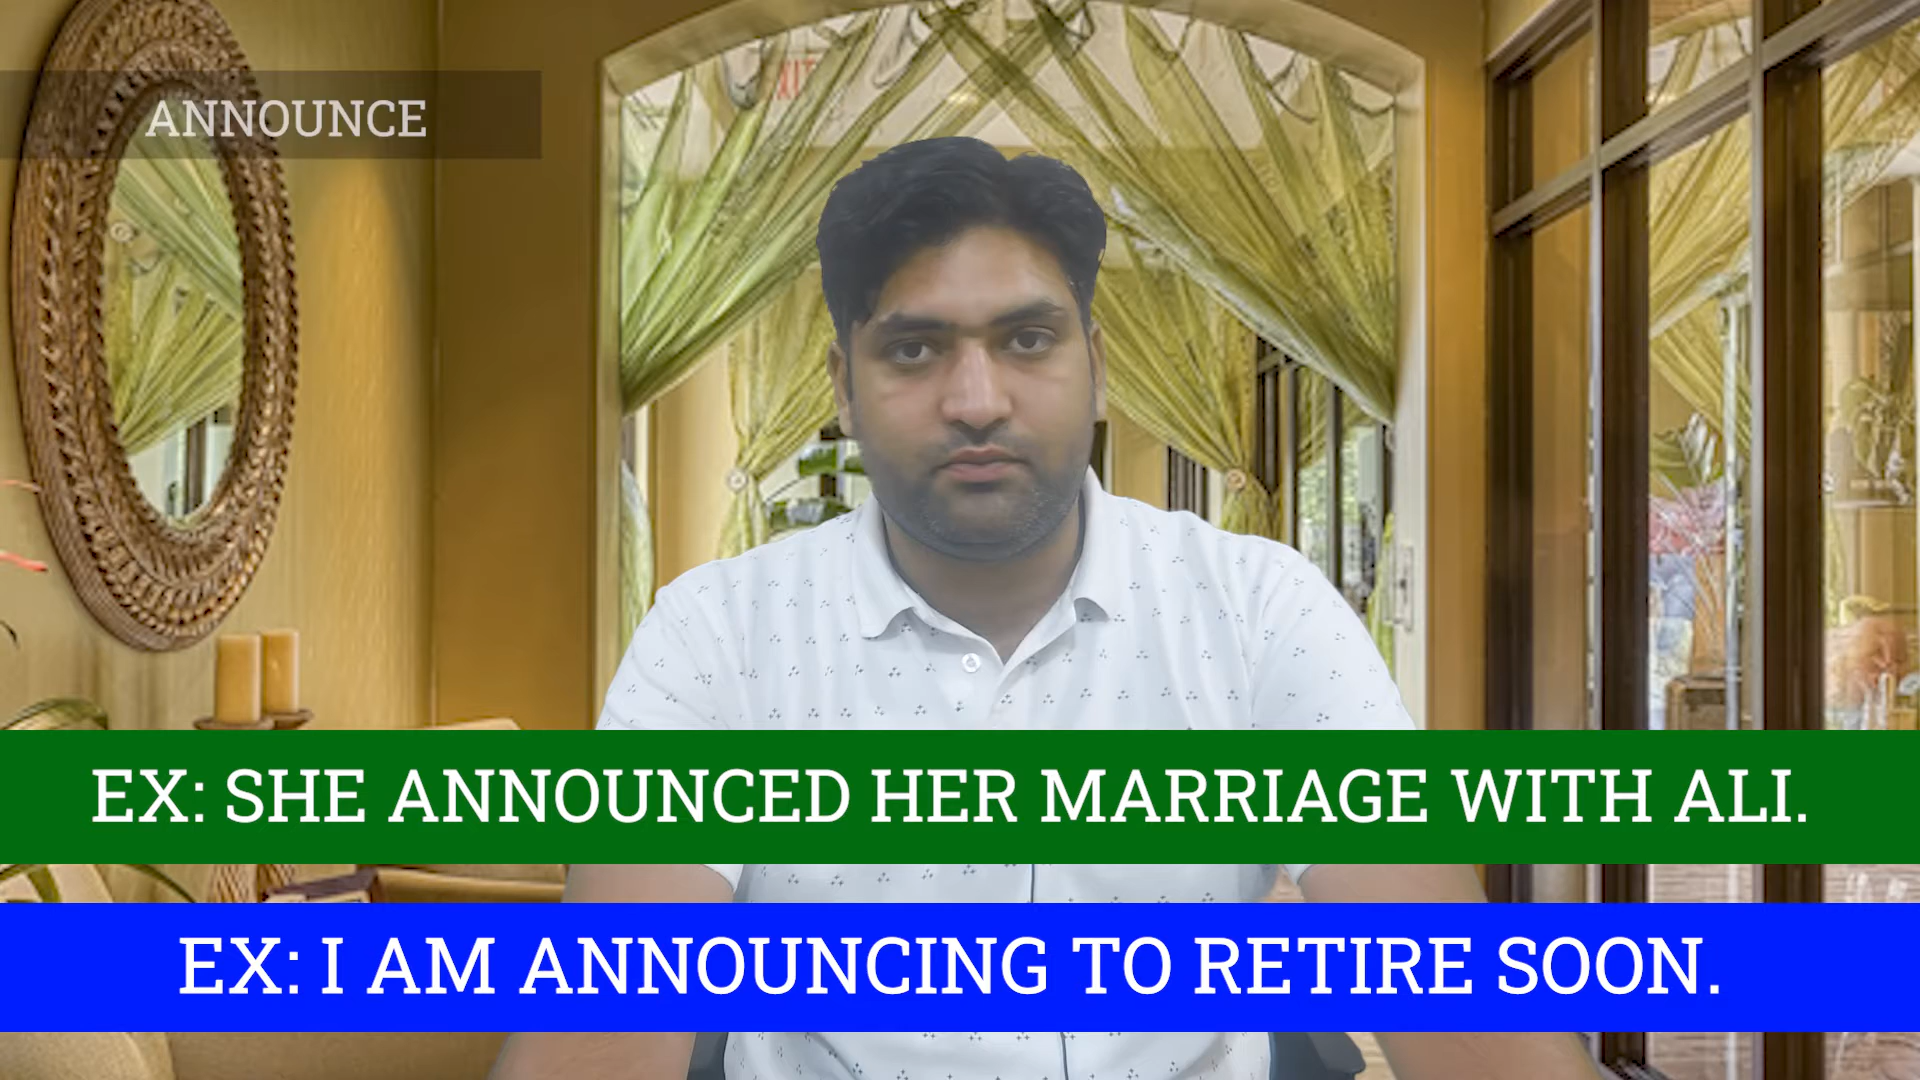 ANNOUNCE
EX: SHE ANNOUNCED HER MARRIAGE WITH ALI.
EX: I AM ANNOUNCING TO RETIRE SOON.